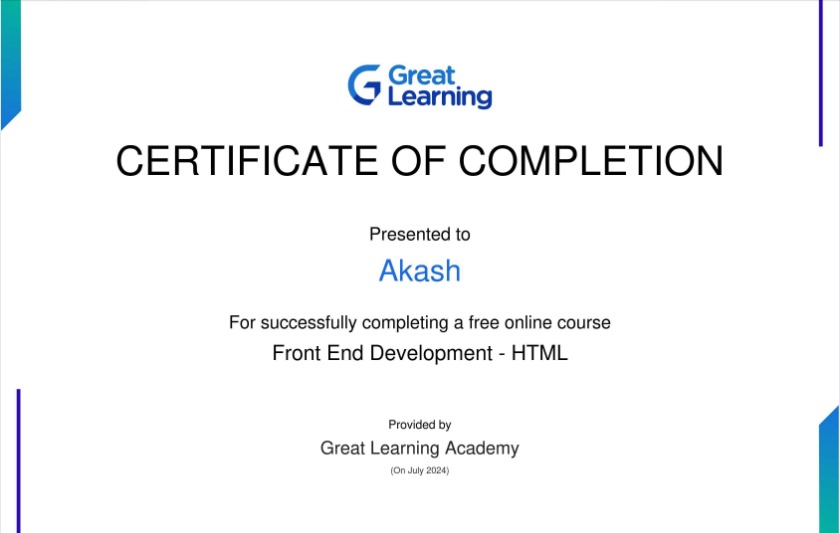 Great
Learning
CERTIFICATE OF COMPLETION
Presented to
Akash
For successfully completing a free online course
Front End Development - HTML
Provided by
Great Learning Academy
(On July 2024)